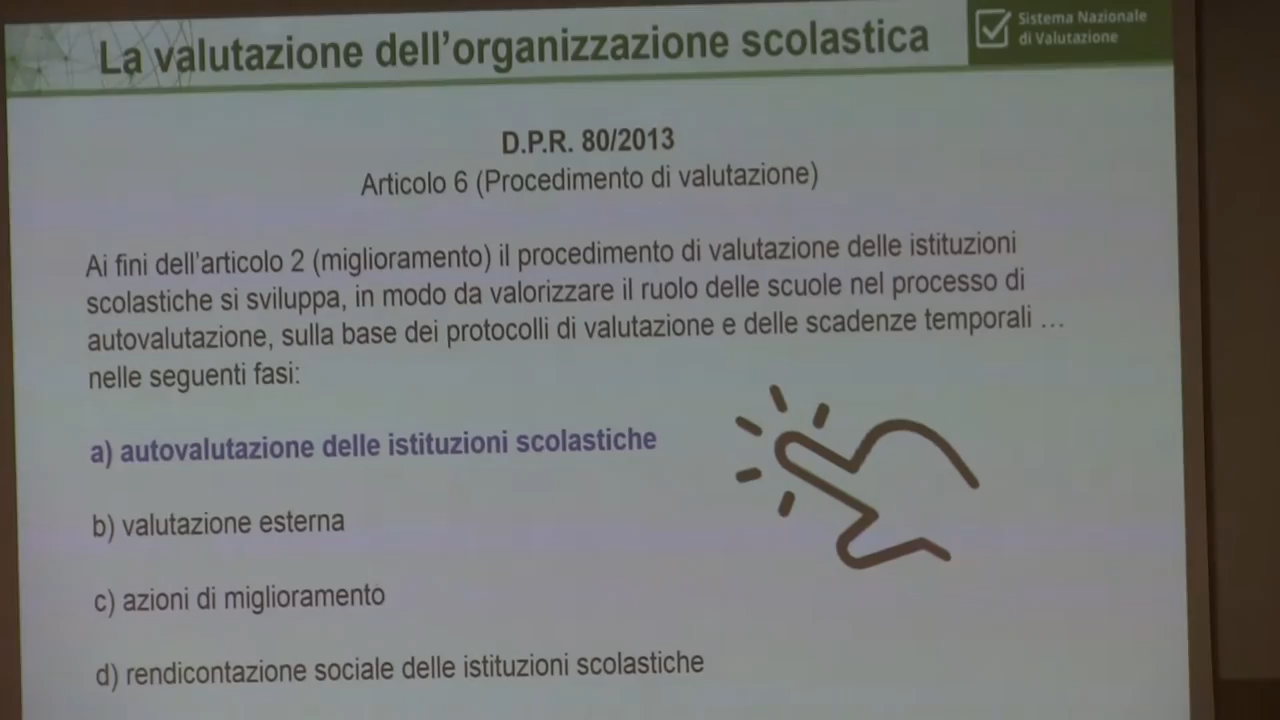 La valutazione dell'organizzazione scolastica
Sistema Nazionale
di Valutazione
D.P.R. 80/2013
Articolo 6 (Procedimento di valutazione)
Ai fini dell'articolo 2 (miglioramento) il procedimento di valutazione delle istituzioni
scolastiche si sviluppa, in modo da valorizzare il ruolo delle scuole nel processo di
autovalutazione, sulla base dei protocolli di valutazione e delle scadenze temporali ...
nelle seguenti fasi:
a) autovalutazione delle istituzioni scolastiche
b) valutazione esterna
c) azioni di miglioramento
d) rendicontazione sociale delle istituzioni scolastiche